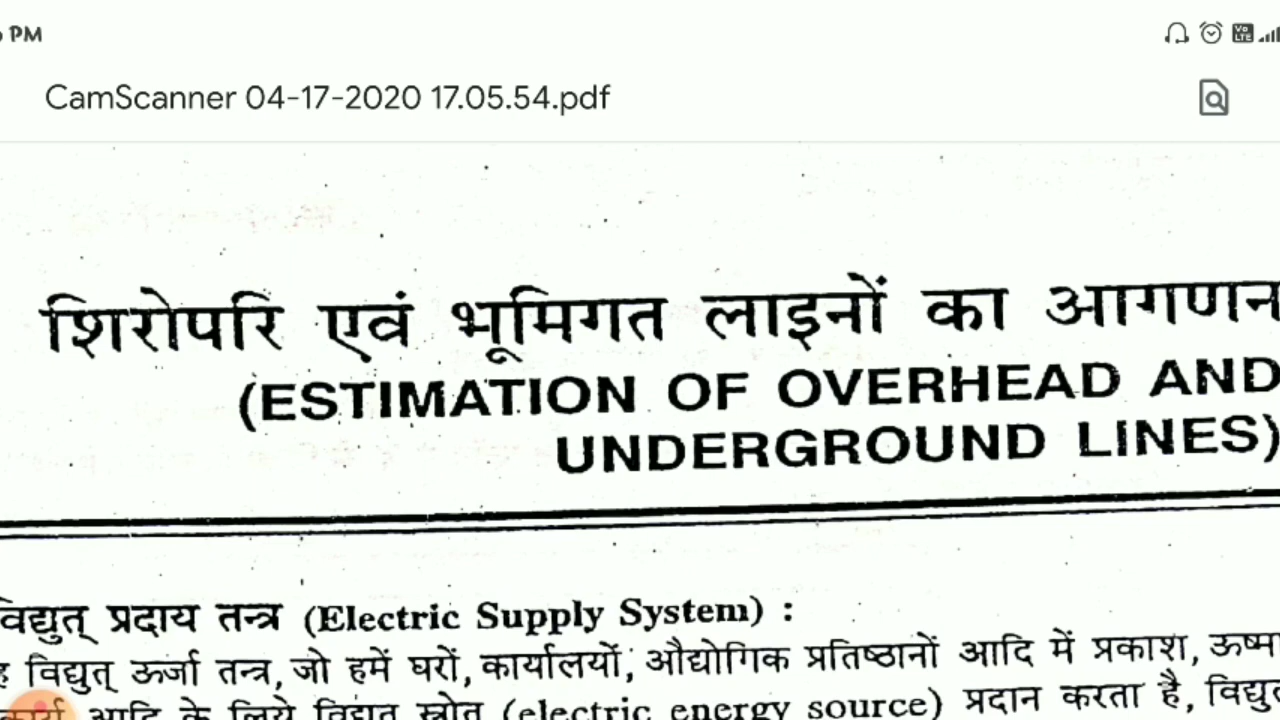 PM
CamScanner 04-17-2020 17.05.54.pdf
शिरोपरि एवं भूमिगत लाइनों का आगणन
(ESTIMATION OF OVERHEAD AND
UNDERGROUND LINES)
विद्युत् प्रदाय तन्त्र (Electric Supply System) :
विद्युत् ऊर्जा तन्त्र, जो हमें घरों, कार्यालयों, औद्योगिक प्रतिष्ठानों आदि में प्रकाश, ऊष्मा
कार्य आदि के लिये विद्युत स्त्रोत (electric energy source) प्रदान करता है, विद्युत